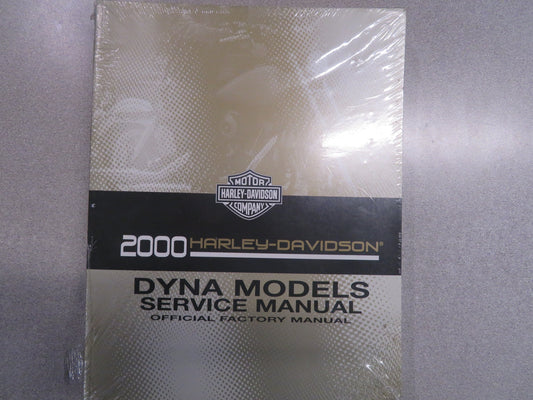 MOTOR
HARLEY-DAVIDSON
COMPANY
2000 HARLEY-DAVIDSON®
DYNA MODELS
SERVICE MANUAL
OFFICIAL FACTORY MANUAL